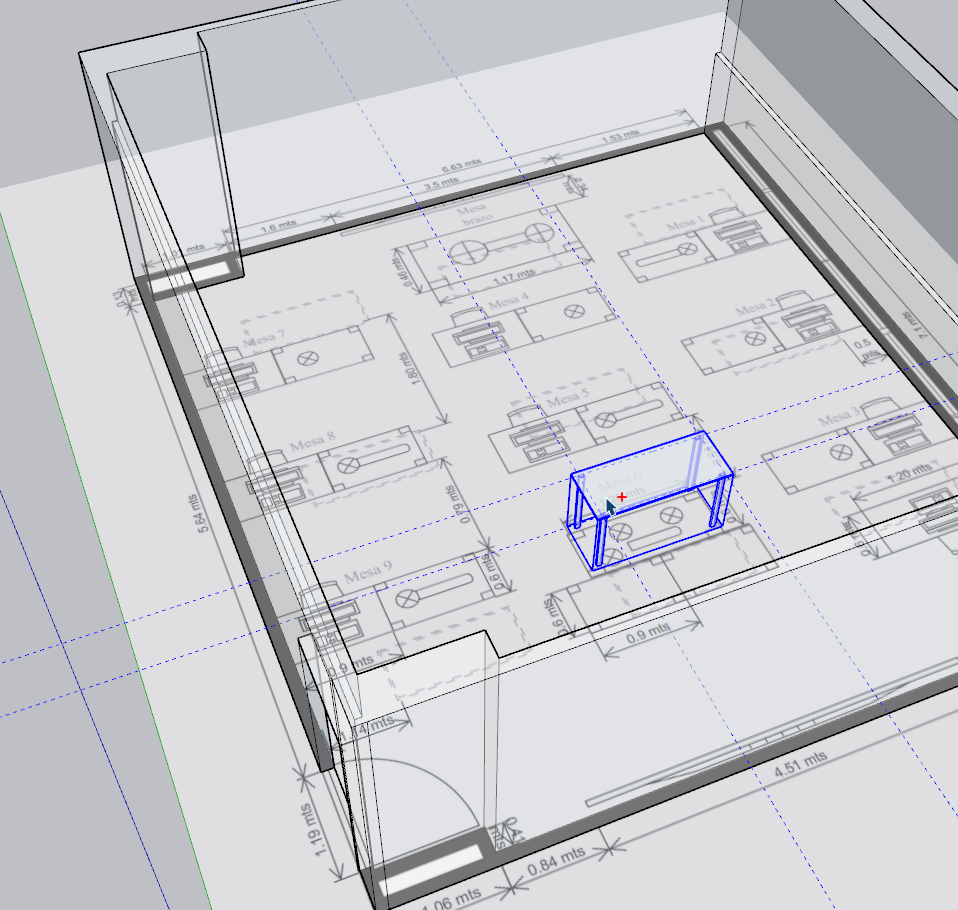 6.63 mts
1.53 mts
3.5 mts
1.6 mts
Mesa
brazo
Mesa 1
0.46 mts
1.17 mts
Mesa 4
Mesa 2
Mesa 7
1.80 mts
0.5
mts
Mesa 5
Mesa 3
Mesa 8
1.20 mts
Mesa 6
0.79 mts
5.64 mts
Mesa 9
0.6 mts
0.9 mts
0.9 mts
4.51 mts
1.19 mts
0.84 mts
1.06 mts